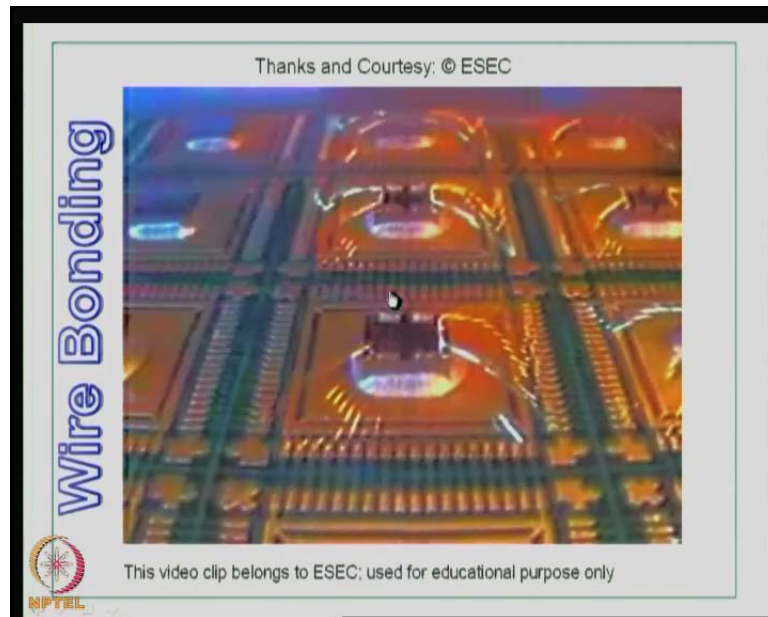 Thanks and Courtesy: © ESEC
Wire Bonding
This video clip belongs to ESEC; used for educational purpose only
NPTEL